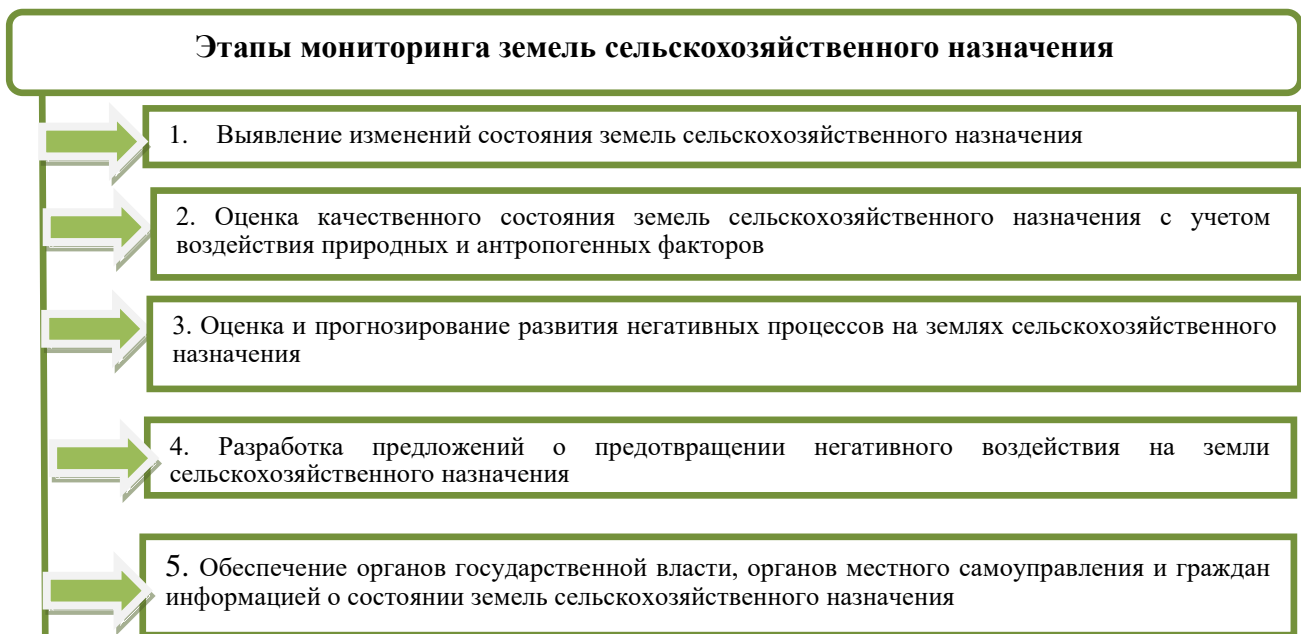 Этапы мониторинга земель сельскохозяйственного назначения
1. Выявление изменений состояния земель сельскохозяйственного назначения
2. Оценка качественного состояния земель сельскохозяйственного назначения с учетом
воздействия природных и антропогенных факторов
3. Оценка и прогнозирование развития негативных процессов на землях сельскохозяйственного
назначения
4. Разработка предложений о предотвращении негативного воздействия на земли
сельскохозяйственного назначения
5. Обеспечение органов государственной власти, органов местного самоуправления и граждан
информацией о состоянии земель сельскохозяйственного назначения